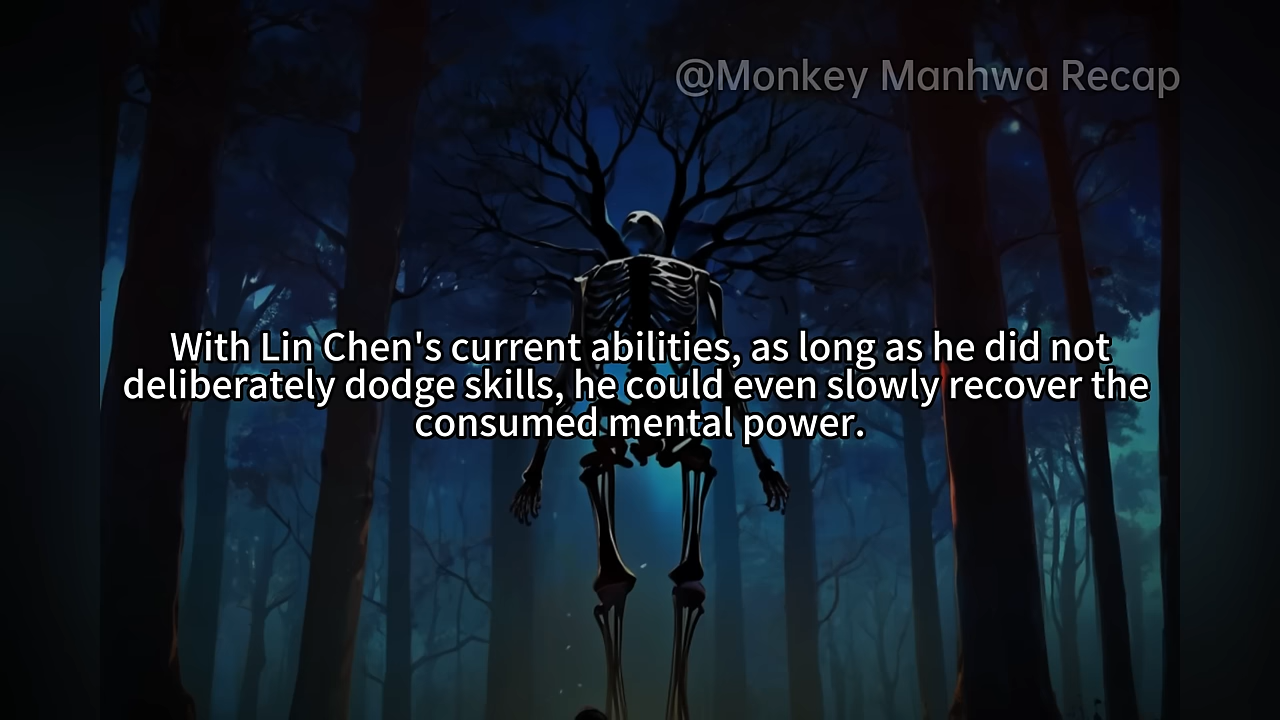 @Monkey Manhwa Recap
With Lin Chen's current abilities, as long as he did not
deliberately dodge skills, he could even slowly recover the
consumed mental power.